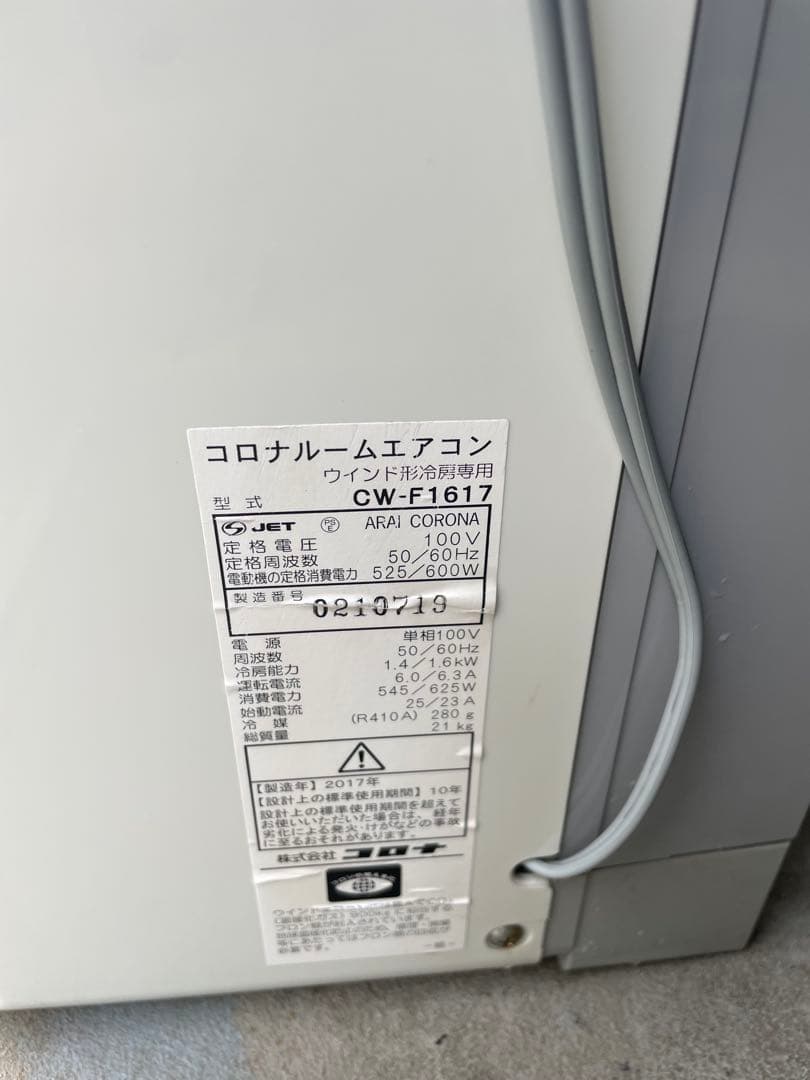 コロナルームエアコン
ウインド形冷房専用
型式 CW-F1617
JET PSE ARAI CORONA
定格電圧 100V
定格周波数 50/60Hz
電動機の定格消費電力 525/600W
製造番号 0210719
電源 単相100V
周波数 50/60Hz
冷房能力 1.4/1.6kW
運転電流 6.0/6.3A
消費電力 545/625W
始動電流 25/23A
冷媒 (R410A) 280g
総質量 21kg
【製造年】2017年
【設計上の標準使用期間】10年
設計上の標準使用期間を超えて
お使いいただいた場合は、経年
劣化による発火・けがなどの事故
に至るおそれがあります。
株式会社 コロナ